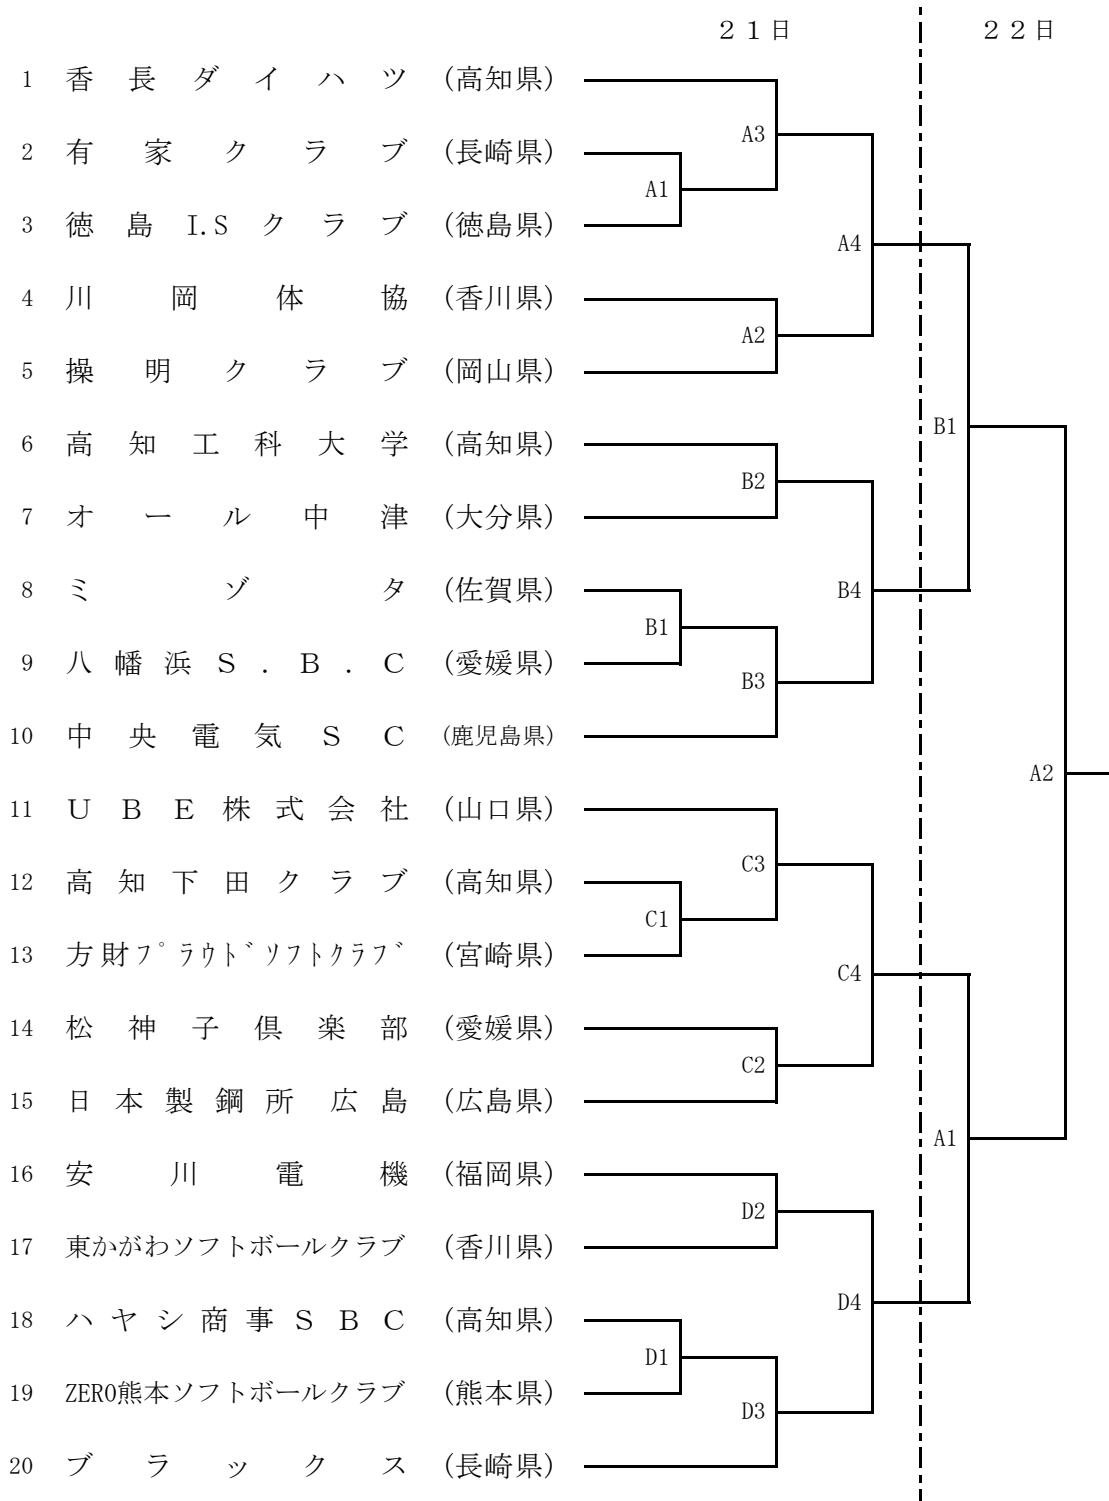 ２１日 ２２日
1 香長ダイハツ (高知県)
A3
2 有家クラブ (長崎県)
A1
3 徳島I.Sクラブ (徳島県)
A4
4 川岡体協 (香川県)
A2
5 操明クラブ (岡山県)
B1
6 高知工科大学 (高知県)
B2
7 オール中津 (大分県)
8 ミゾタ (佐賀県)
B4
B1
9 八幡浜Ｓ．Ｂ．Ｃ (愛媛県)
B3
10 中央電気ＳＣ (鹿児島県)
A2
11 ＵＢＥ株式会社 (山口県)
C3
12 高知下田クラブ (高知県)
C1
13 方財ﾌﾟﾗｳﾄﾞｿﾌﾄｸﾗﾌﾞ (宮崎県)
C4
14 松神子倶楽部 (愛媛県)
C2
15 日本製鋼所広島 (広島県)
A1
16 安川電機 (福岡県)
D2
17 東かがわソフトボールクラブ (香川県)
D4
18 ハヤシ商事ＳＢＣ (高知県)
D1
19 ZERO熊本ソフトボールクラブ (熊本県)
D3
20 ブラックス (長崎県)